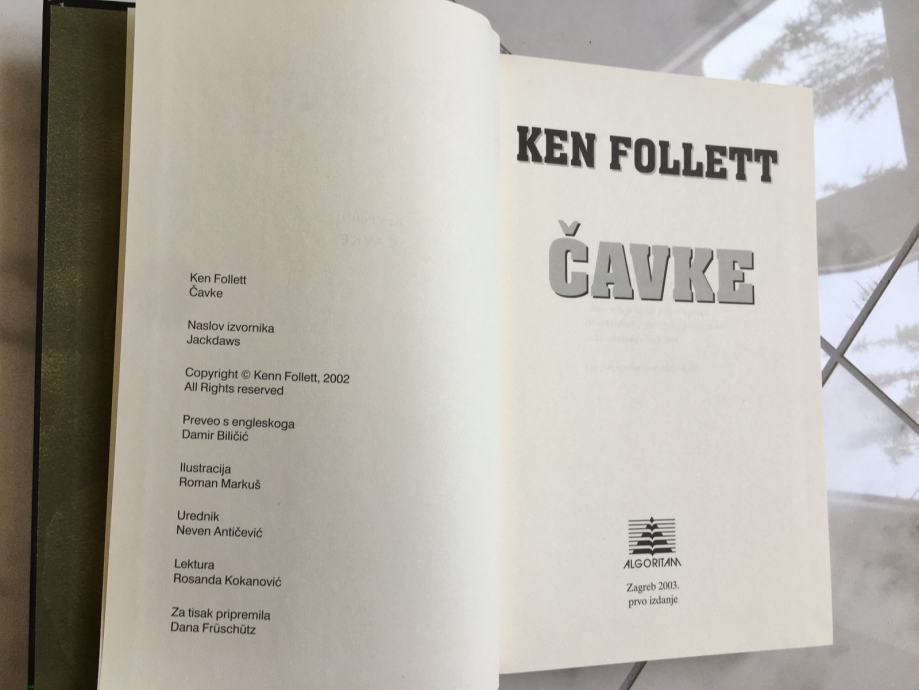 Ken Follett
Čavke
Naslov izvornika
Jackdaws
Copyright © Kenn Follett, 2002
All Rights reserved
Preveo s engleskoga
Damir Biličić
Ilustracija
Roman Markuš
Urednik
Neven Antičević
Lektura
Rosanda Kokanović
Za tisak pripremila
Dana Früschütz
KEN FOLLETT
ČAVKE
ALGORITAM
Zagreb 2003.
prvo izdanje